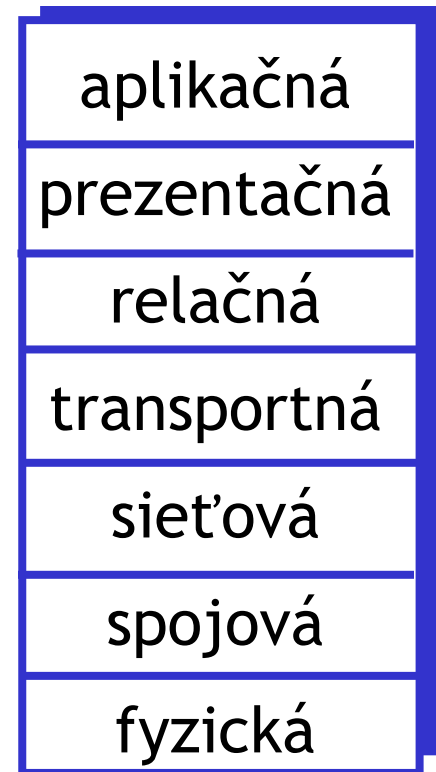 aplikačná
prezentačná
relačná
transportná
sieťová
spojová
fyzická